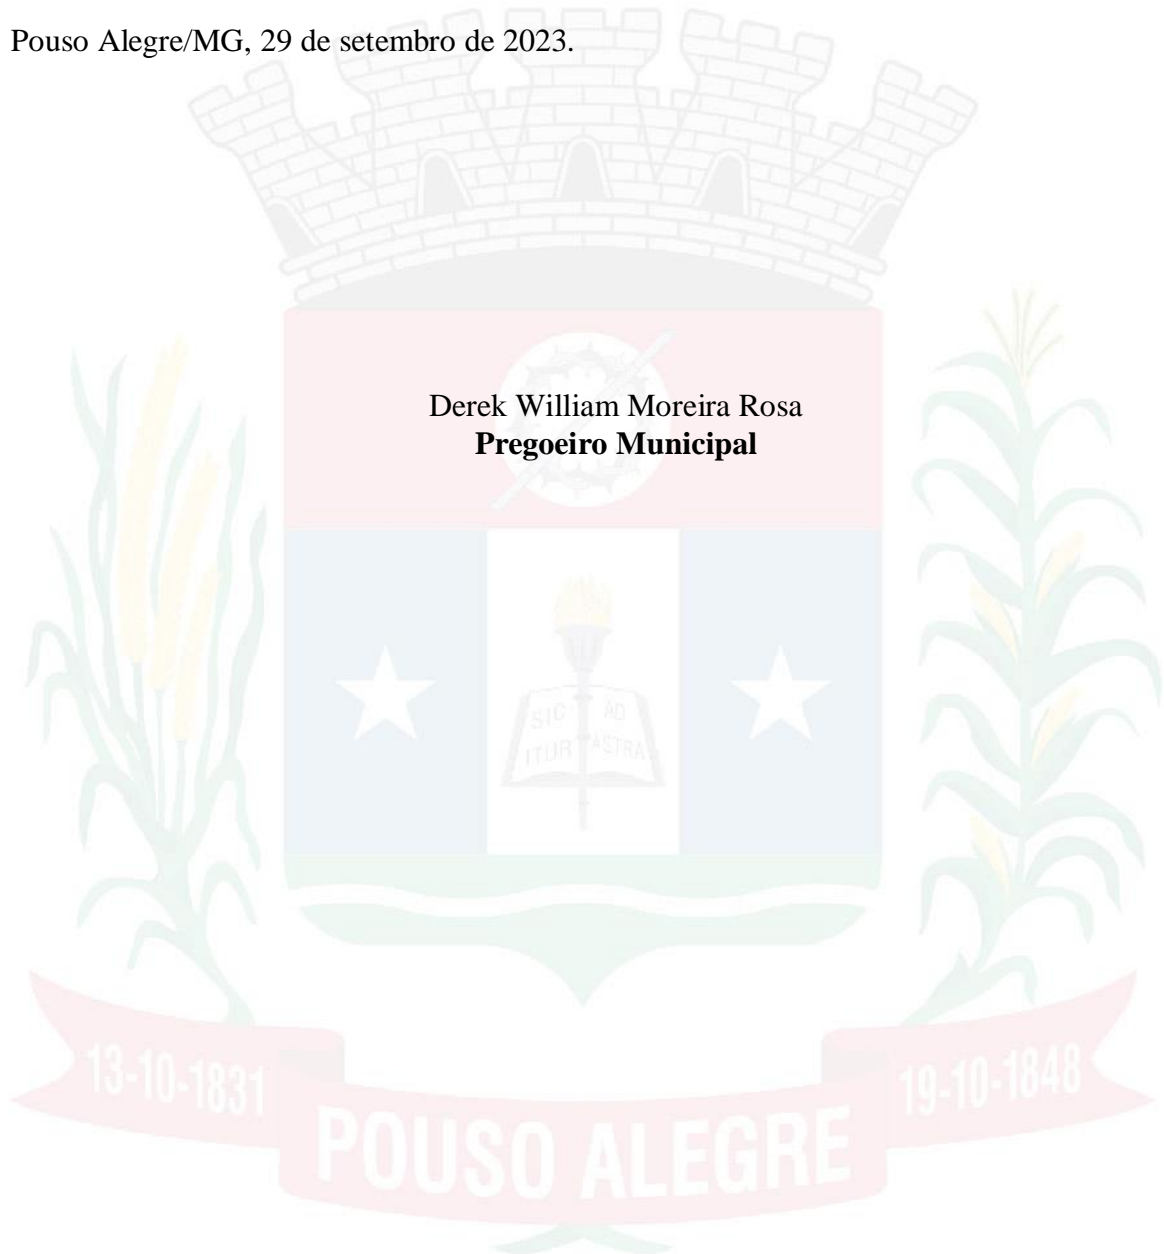 Pouso Alegre/MG, 29 de setembro de 2023.
Derek William Moreira Rosa
Pregoeiro Municipal
SIC AD
ITUR ASTRA
13-10-1831
19-10-1848
POUSO ALEGRE